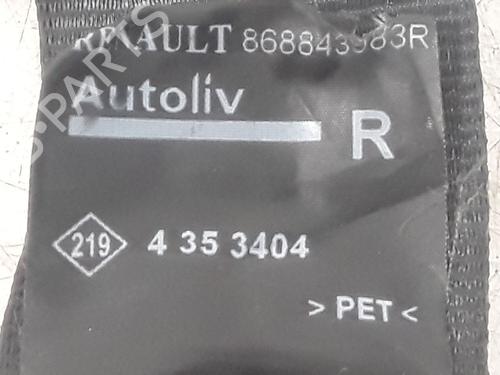 RENAULT 868843983R
Autoliv
R
219 4 35 3404
> PET <